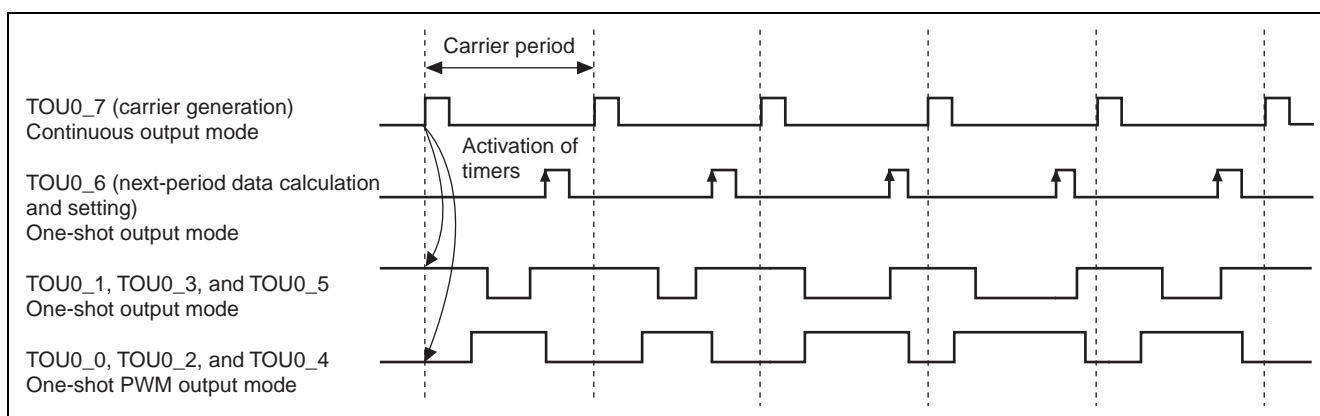 Carrier period
TOU0_7 (carrier generation)
Continuous output mode
Activation of
timers
TOU0_6 (next-period data calculation
and setting)
One-shot output mode
TOU0_1, TOU0_3, and TOU0_5
One-shot output mode
TOU0_0, TOU0_2, and TOU0_4
One-shot PWM output mode